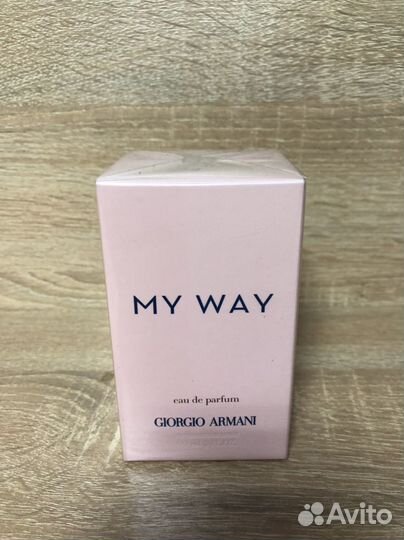 MY WAY
eau de parfum
GIORGIO ARMANI
Avito